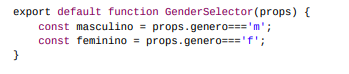 export default function GenderSelector(props) {
    const masculino = props.genero==='m';
    const feminino = props.genero==='f';
}